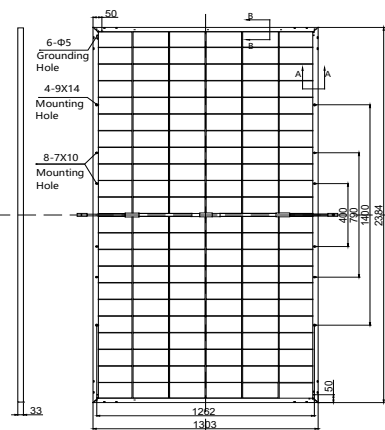 50
B
B
6-Φ5
Grounding
Hole
A
A
4-9X14
Mounting
Hole
8-7X10
Mounting
Hole
400
790
1400
2384
50
33
1262
1303